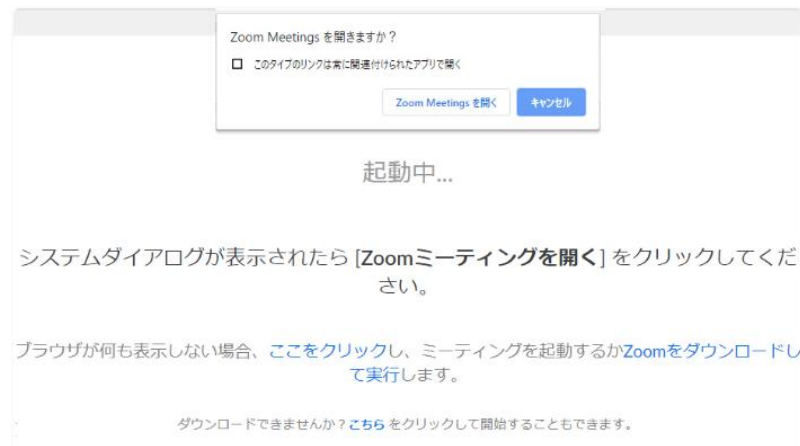 Zoom Meetings を開きますか？
このタイプのリンクは常に関連付けられたアプリで開く
Zoom Meetings を開く
キャンセル
起動中...
システムダイアログが表示されたら [Zoomミーティングを開く] をクリックしてくだ
さい。
ブラウザが何も表示しない場合、ここをクリックし、ミーティングを起動するかZoomをダウンロードし
て実行します。
ダウンロードできませんか？こちら をクリックして開始することもできます。